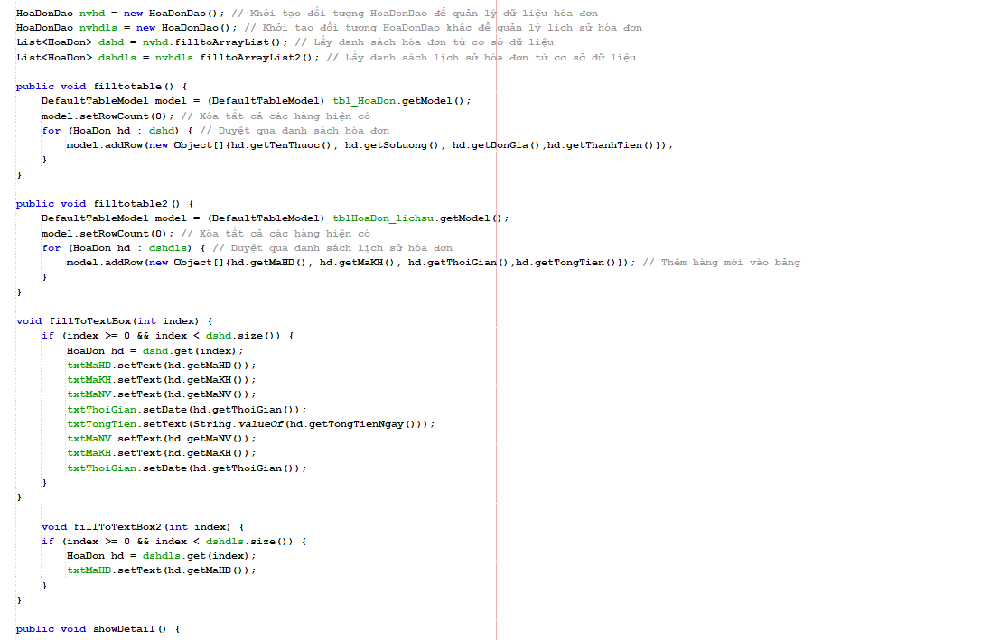 HoaDonDao nvhd = new HoaDonDao(); // Khởi tạo đối tượng HoaDonDao để quản lý dữ liệu hóa đơn
HoaDonDao nvhdls = new HoaDonDao(); // Khởi tạo đối tượng HoaDonDao khác để quản lý lịch sử hóa đơn
List<HoaDon> dshd = nvhd.filltoArrayList(); // Lấy danh sách hóa đơn từ cơ sở dữ liệu
List<HoaDon> dshdls = nvhdls.filltoArrayList2(); // Lấy danh sách lịch sử hóa đơn từ cơ sở dữ liệu
public void filltotable() {
DefaultTableModel model = (DefaultTableModel) tbl_HoaDon.getModel();
model.setRowCount(0); // Xóa tất cả các hàng hiện có
for (HoaDon hd : dshd) { // Duyệt qua danh sách hóa đơn
model.addRow(new Object[]{hd.getTenThuoc(), hd.getSoLuong(), hd.getDonGia(),hd.getThanhTien()});
}
}
public void filltotable2() {
DefaultTableModel model = (DefaultTableModel) tblHoaDon_lichsu.getModel();
model.setRowCount(0); // Xóa tất cả các hàng hiện có
for (HoaDon hd : dshdls) { // Duyệt qua danh sách lịch sử hóa đơn
model.addRow(new Object[]{hd.getMaHD(), hd.getMaKH(), hd.getThoiGian(),hd.getTongTien()}); // Thêm hàng mới vào bảng
}
}
void fillToTextBox(int index) {
if (index >= 0 && index < dshd.size()) {
HoaDon hd = dshd.get(index);
txtMaHD.setText(hd.getMaHD());
txtMaKH.setText(hd.getMaKH());
txtMaNV.setText(hd.getMaNV());
txtThoiGian.setDate(hd.getThoiGian());
txtTongTien.setText(String.valueOf(hd.getTongTienNgay()));
txtMaNV.setText(hd.getMaNV());
txtMaKH.setText(hd.getMaKH());
txtThoiGian.setDate(hd.getThoiGian());
}
}
void fillToTextBox2(int index) {
if (index >= 0 && index < dshdls.size()) {
HoaDon hd = dshdls.get(index);
txtMaHD.setText(hd.getMaHD());
}
}
public void showDetail() {